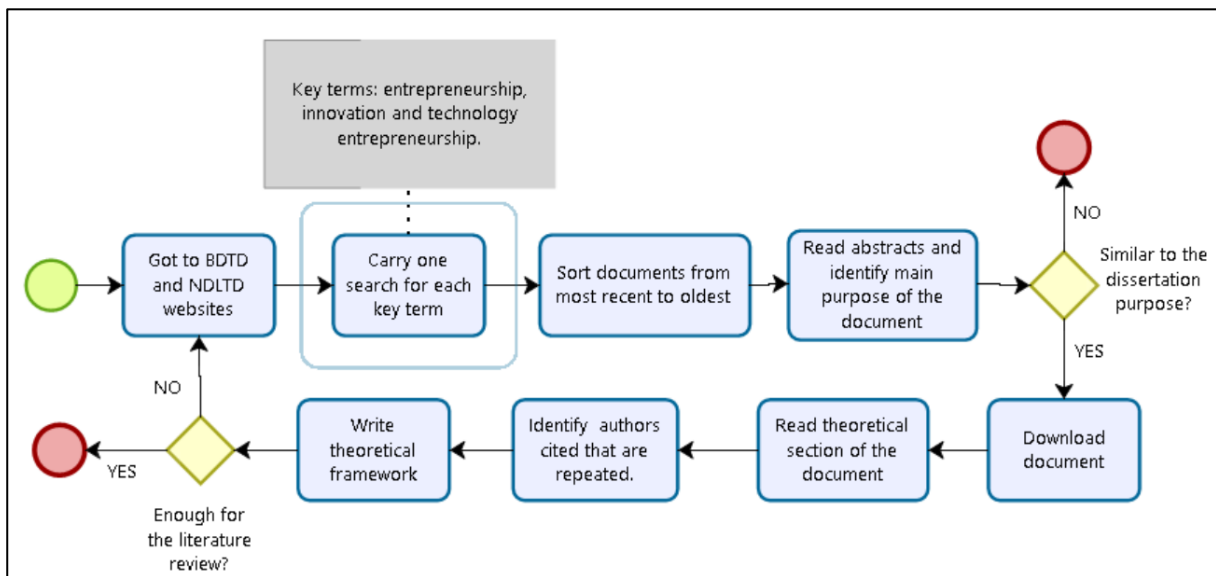 Key terms: entrepreneurship,
innovation and technology
entrepreneurship.
Got to BDTD
and NDLTD
websites
Carry one
search for each
key term
Sort documents from
most recent to oldest
Read abstracts and
identify main
purpose of the
document
NO
Similar to the
dissertation
purpose?
YES
Download
document
Read theoretical
section of the
document
Identify authors
cited that are
repeated.
Write
theoretical
framework
NO
YES
Enough for
the literature
review?